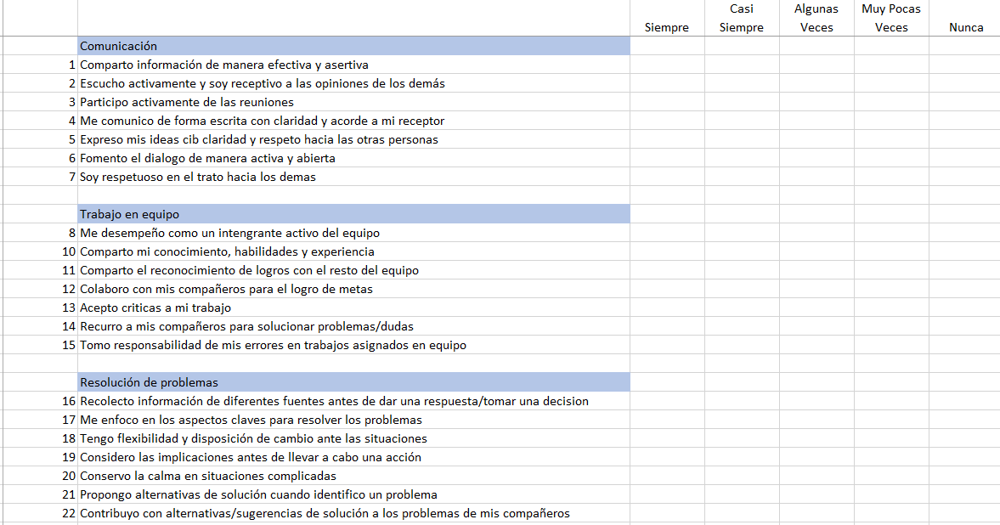 Casi Algunas Muy Pocas
Siempre Siempre Veces Veces Nunca
Comunicación
1 Comparto información de manera efectiva y asertiva
2 Escucho activamente y soy receptivo a las opiniones de los demás
3 Participo activamente de las reuniones
4 Me comunico de forma escrita con claridad y acorde a mi receptor
5 Expreso mis ideas cib claridad y respeto hacia las otras personas
6 Fomento el dialogo de manera activa y abierta
7 Soy respetuoso en el trato hacia los demas
Trabajo en equipo
8 Me desempeño como un intengrante activo del equipo
10 Comparto mi conocimiento, habilidades y experiencia
11 Comparto el reconocimiento de logros con el resto del equipo
12 Colaboro con mis compañeros para el logro de metas
13 Acepto criticas a mi trabajo
14 Recurro a mis compañeros para solucionar problemas/dudas
15 Tomo responsabilidad de mis errores en trabajos asignados en equipo
Resolución de problemas
16 Recolecto información de diferentes fuentes antes de dar una respuesta/tomar una decision
17 Me enfoco en los aspectos claves para resolver los problemas
18 Tengo flexibilidad y disposición de cambio ante las situaciones
19 Considero las implicaciones antes de llevar a cabo una acción
20 Conservo la calma en situaciones complicadas
21 Propongo alternativas de solución cuando identifico un problema
22 Contribuyo con alternativas/sugerencias de solución a los problemas de mis compañeros